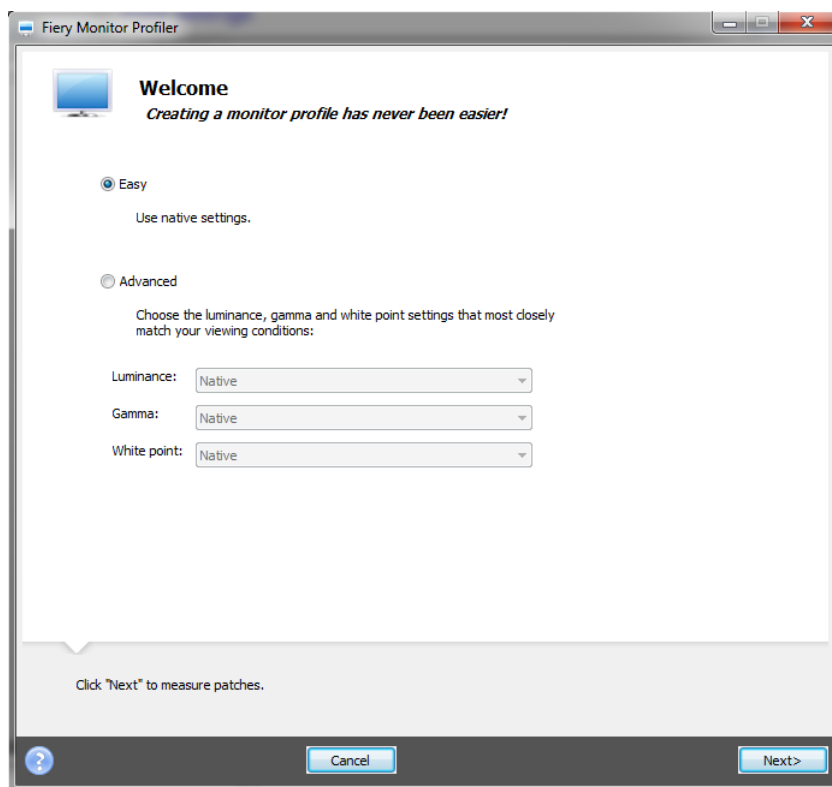 Fiery Monitor Profiler
Welcome
Creating a monitor profile has never been easier!
Easy
Use native settings.
Advanced
Choose the luminance, gamma and white point settings that most closely
match your viewing conditions:
Luminance: Native
Gamma: Native
White point: Native
Click "Next" to measure patches.
? Cancel Next>